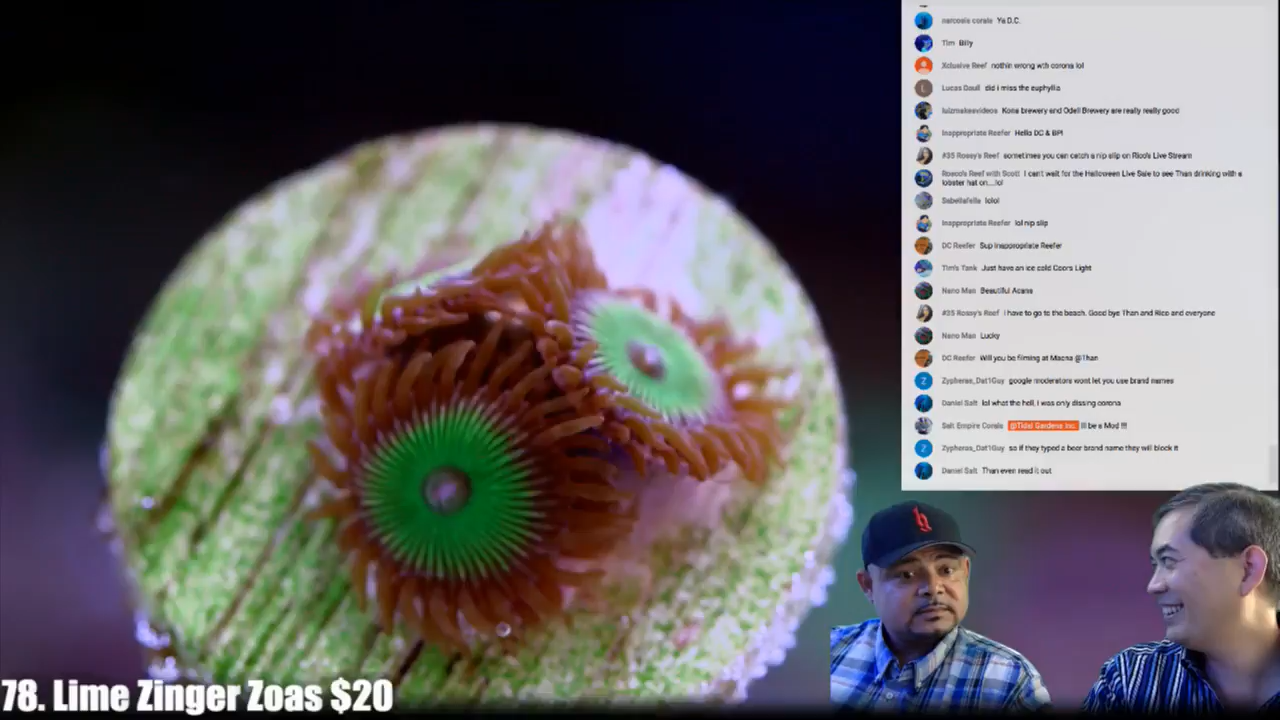 narcosis corals Ya D.C.
Tim Billy
Xclusive Reef nothin wrong wth corona lol
Lucas Gouli did i miss the euphyllia
luizmakesvideos Kona brewery and Odell Brewery are really really good
Inappropriate Reefer Hello DC & BP!
#35 Rossy's Reef sometimes you can catch a nip slip on Rico's Live Stream
Rosco's Reef with Scott! I can't wait for the Halloween Live Sale to see Than drinking with a
lobster hat on....lol
Sabellafella lolol
Inappropriate Reefer lol nip slip
DC Reefer Sup Inappropriate Reefer
Tim's Tank Just have an ice cold Coors Light
Nano Man Beautiful Acans
#35 Rossy's Reef i have to go to the beach. Good bye Than and Rico and everyone
Nano Man Lucky
DC Reefer Will you be filming at Macna @Than
Z Zypheras_Dat1Guy google moderators wont let you use brand names
Daniel Salt lol what the hell, i was only dissing corona
Salt Empire Corals @Tidal Gardens Inc. Ill be a Mod !!!
Z Zypheras_Dat1Guy so if they typed a beer brand name they will block it
Daniel Salt Than even read it out
78. Lime Zinger Zoas $20